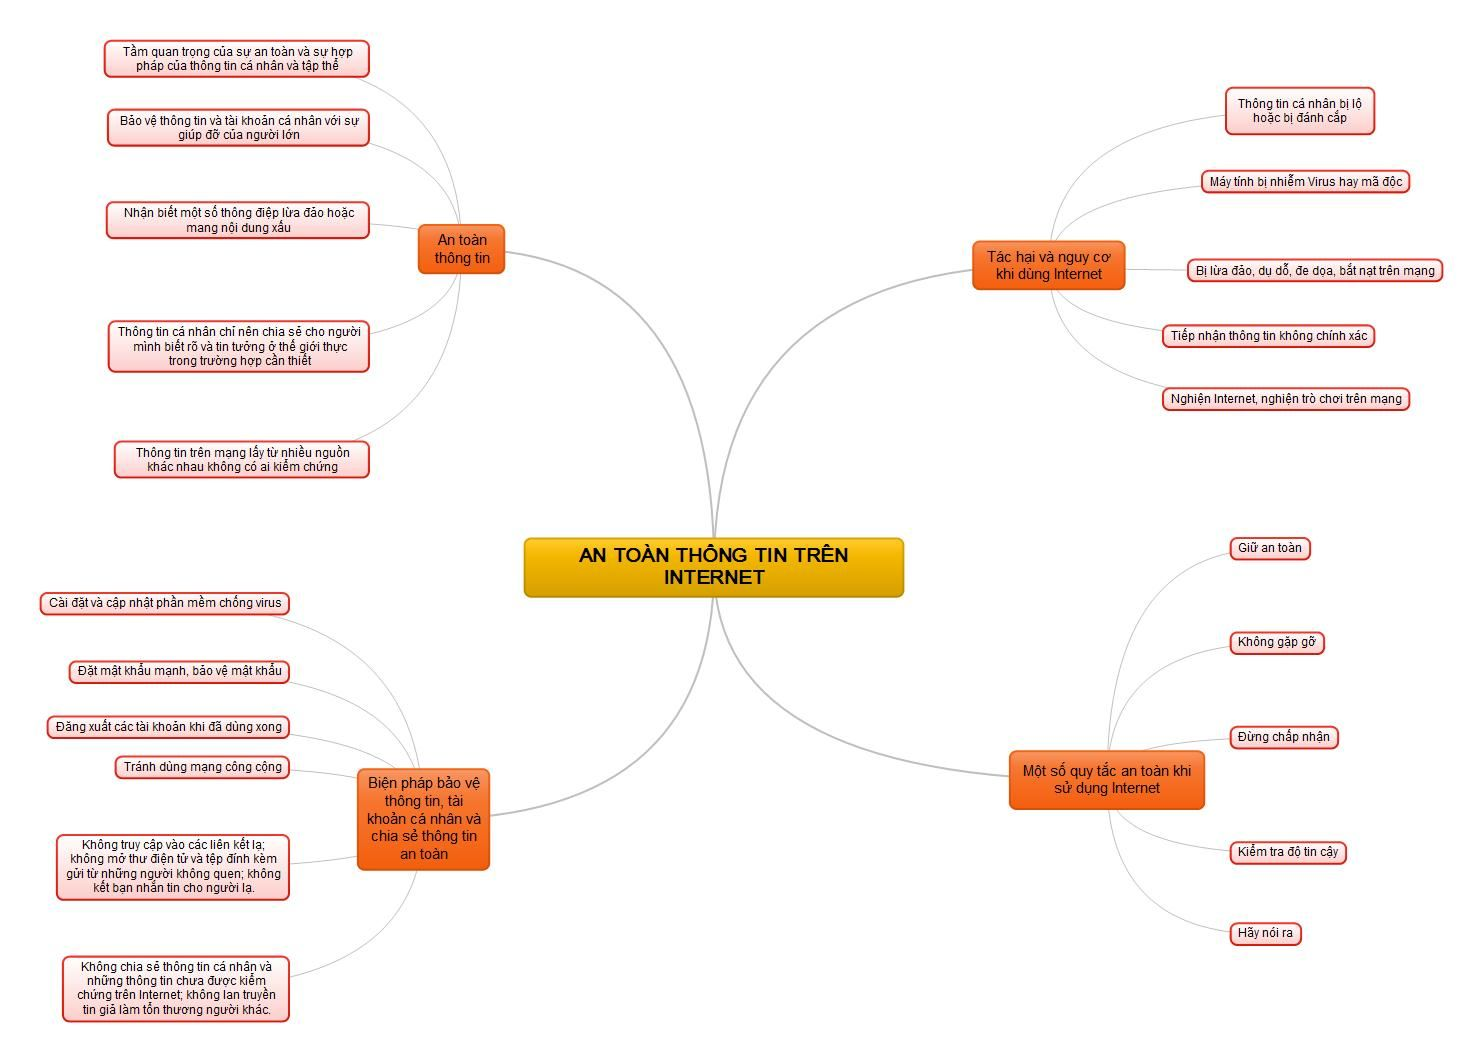 Tầm quan trọng của sự an toàn và sự hợp
pháp của thông tin cá nhân và tập thể
Bảo vệ thông tin và tài khoản cá nhân với sự
giúp đỡ của người lớn
Nhận biết một số thông điệp lừa đảo hoặc
mang nội dung xấu
Thông tin cá nhân chỉ nên chia sẽ cho người
mình biết rõ và tin tưởng ở thế giới thực
trong trường hợp cần thiết
Thông tin trên mạng lấy từ nhiều nguồn
khác nhau không có ai kiểm chứng
An toàn
thông tin
Tác hại và nguy cơ
khi dùng Internet
Thông tin cá nhân bị lộ
hoặc bị đánh cắp
Máy tính bị nhiễm Virus hay mã độc
Bị lừa đảo, dụ dỗ, đe dọa, bắt nạt trên mạng
Tiếp nhận thông tin không chính xác
Nghiện Internet, nghiện trò chơi trên mạng
AN TOÀN THÔNG TIN TRÊN
INTERNET
Cài đặt và cập nhật phần mềm chống virus
Đặt mật khẩu mạnh, bảo vệ mật khẩu
Đăng xuất các tài khoản khi đã dùng xong
Tránh dùng mạng công cộng
Không truy cập vào các liên kết lạ;
không mở thư điện tử và tệp đính kèm
gửi từ những người không quen; không
kết bạn nhắn tin cho người lạ.
Không chia sẽ thông tin cá nhân và
những thông tin chưa được kiểm
chứng trên Internet; không lan truyền
tin giả làm tổn thương người khác.
Biện pháp bảo vệ
thông tin, tài
khoản cá nhân và
chia sẻ thông tin
an toàn
Một số quy tắc an toàn khi
sử dụng Internet
Giữ an toàn
Không gặp gỡ
Đừng chấp nhận
Kiểm tra độ tin cậy
Hãy nói ra